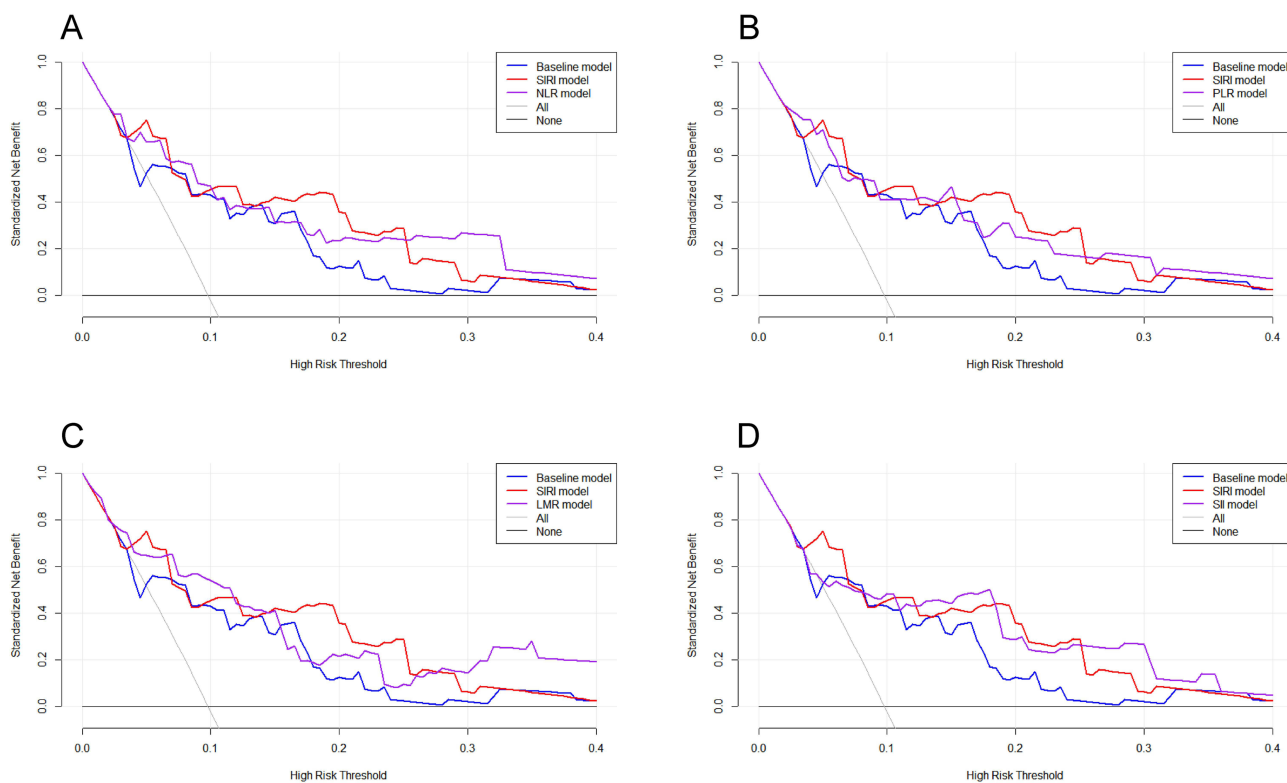 A
Baseline model
SIRI model
NLR model
All
None
Standardized Net Benefit
1.0
0.8
0.6
0.4
0.2
0.0
0.0 0.1 0.2 0.3 0.4
High Risk Threshold
B
Baseline model
SIRI model
PLR model
All
None
Standardized Net Benefit
1.0
0.8
0.6
0.4
0.2
0.0
0.0 0.1 0.2 0.3 0.4
High Risk Threshold
C
Baseline model
SIRI model
LMR model
All
None
Standardized Net Benefit
1.0
0.8
0.6
0.4
0.2
0.0
0.0 0.1 0.2 0.3 0.4
High Risk Threshold
D
Baseline model
SIRI model
SII model
All
None
Standardized Net Benefit
1.0
0.8
0.6
0.4
0.2
0.0
0.0 0.1 0.2 0.3 0.4
High Risk Threshold